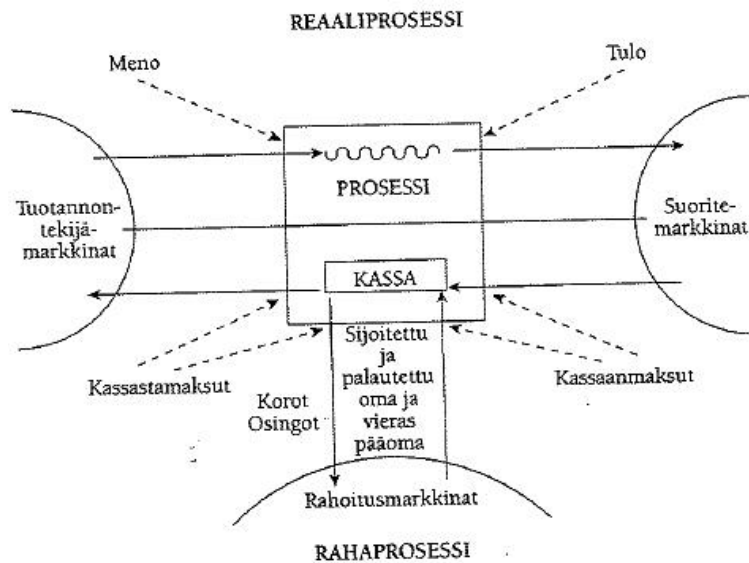 REAALIPROSESSI
Meno
Tulo
PROSESSI
Tuotannon-
tekijä-
markkinat
Suorite-
markkinat
KASSA
Kassastamaksut
Sijoitettu
ja
palautettu
oma ja
vieras
pääoma
Kassaanmaksut
Korot
Osingot
Rahoitusmarkkinat
RAHAPROSESSI